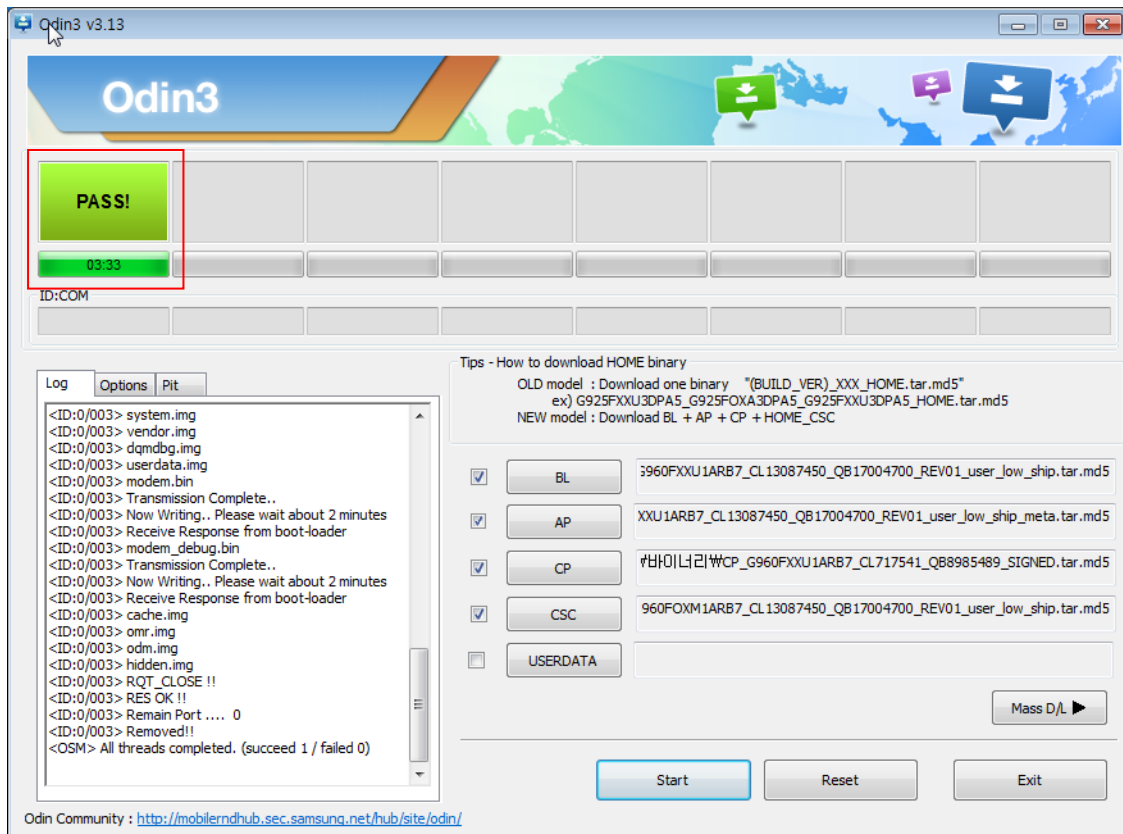 Odin3 v3.13
Odin3
PASS!
03:33
ID:COM
Log
Options
Pit
<ID:0/003> system.img
<ID:0/003> vendor.img
<ID:0/003> dqmdbg.img
<ID:0/003> userdata.img
<ID:0/003> modem.bin
<ID:0/003> Transmission Complete..
<ID:0/003> Now Writing.. Please wait about 2 minutes
<ID:0/003> Receive Response from boot-loader
<ID:0/003> modem_debug.bin
<ID:0/003> Transmission Complete..
<ID:0/003> Now Writing.. Please wait about 2 minutes
<ID:0/003> Receive Response from boot-loader
<ID:0/003> cache.img
<ID:0/003> omr.img
<ID:0/003> odm.img
<ID:0/003> hidden.img
<ID:0/003> RQT_CLOSE !!
<ID:0/003> RES OK !!
<ID:0/003> Remain Port .... 0
<ID:0/003> Removed!!
<OSM> All threads completed. (succeed 1 / failed 0)
Tips - How to download HOME binary
OLD model : Download one binary "(BUILD_VER)_XXX_HOME.tar.md5"
ex) G925FXXU3DPA5_G925FOXA3DPA5_G925FXXU3DPA5_HOME.tar.md5
NEW model : Download BL + AP + CP + HOME_CSC
BL
G960FXXU1ARB7_CL13087450_QB17004700_REV01_user_low_ship.tar.md5
AP
XXU1ARB7_CL13087450_QB17004700_REV01_user_low_ship_meta.tar.md5
CP
바이너리₩CP_G960FXXU1ARB7_CL717541_QB8985489_SIGNED.tar.md5
CSC
960FOXM1ARB7_CL13087450_QB17004700_REV01_user_low_ship.tar.md5
USERDATA
Mass D/L
Start
Reset
Exit
Odin Community : http://mobilerndhub.sec.samsung.net/hub/site/odin/